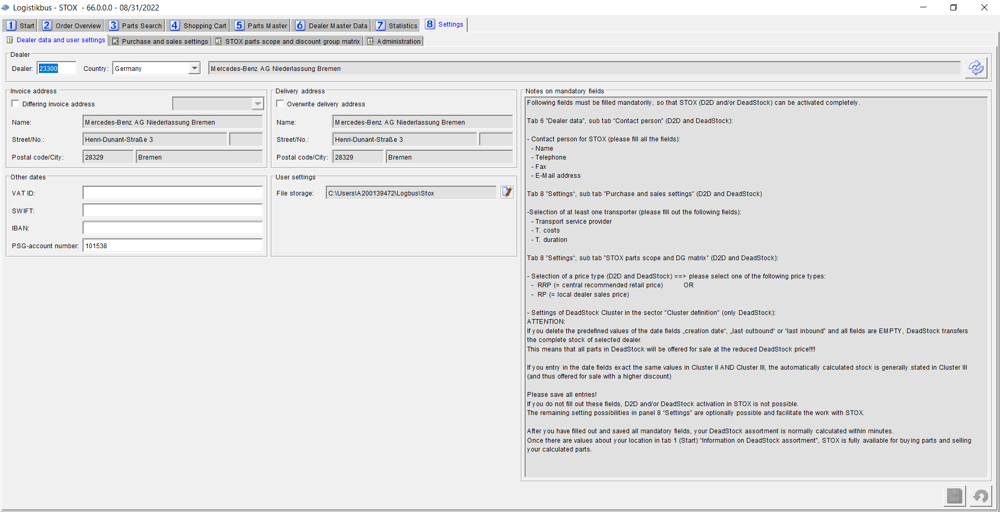 Logistikbus - STOX - 66.0.0.0 - 08/31/2022
1 Start 2 Order Overview 3 Parts Search 4 Shopping Cart 5 Parts Master 6 Dealer Master Data 7 Statistics 8 Settings
1 Dealer data and user settings 2 Purchase and sales settings 3 STOX parts scope and discount group matrix 4 Administration
Dealer
Dealer: 23300 Country: Germany Mercedes-Benz AG Niederlassung Bremen
Invoice address
Differing invoice address
Name: Mercedes-Benz AG Niederlassung Bremen
Street/No.: Henri-Dunant-Straße 3
Postal code/City: 28329 Bremen
Delivery address
Overwrite delivery address
Name: Mercedes-Benz AG Niederlassung Bremen
Street/No.: Henri-Dunant-Straße 3
Postal code/City: 28329 Bremen
Other dates
VAT ID:
SWIFT:
IBAN:
PSG-account number: 101538
User settings
File storage: C:\Users\A200139472\Logbus\Stox
Notes on mandatory fields
Following fields must be filled mandatorily, so that STOX (D2D and/or DeadStock) can be activated completely.
Tab 6 ”Dealer data”, sub tab “Contact person” (D2D and DeadStock):
- Contact person for STOX (please fill all the fields):
- Name
- Telephone
- Fax
- E-Mail address
Tab 8 ”Settings“, sub tab ”Purchase and sales settings” (D2D and DeadStock)
-Selection of at least one transporter (please fill out the following fields):
- Transport service provider
- T. costs
- T. duration
Tab 8 ”Settings“, sub tab ”STOX parts scope and DG matrix” (D2D and DeadStock):
- Selection of a price type (D2D and DeadStock) ==> please select one of the following price types:
- RRP (= central recommended retail price) OR
- RP (= local dealer sales price)
- Settings of DeadStock Cluster in the sector "Cluster definition" (only DeadStock):
ATTENTION:
If you delete the predefined values of the date fields „creation date“, „last outbound“ or “last inbound” and all fields are EMPTY, DeadStock transfers
the complete stock of selected dealer.
This means that all parts in DeadStock will be offered for sale at the reduced DeadStock price!!!!
If you entry in the date fields exact the same values in Cluster II AND Cluster III, the automatically calculated stock is generally stated in Cluster III
(and thus offered for sale with a higher discount)
Please save all entries!
If you do not fill out these fields, D2D and/or DeadStock activation in STOX is not possible.
The remaining setting possibilities in panel 8 “Settings” are optionally possible and facilitate the work with STOX.
After you have filled out and saved all mandatory fields, your DeadStock assortment is normally calculated within minutes.
Once there are values about your location in tab 1 (Start) “Information on DeadStock assortment”, STOX is fully available for buying parts and selling
your calculated parts.